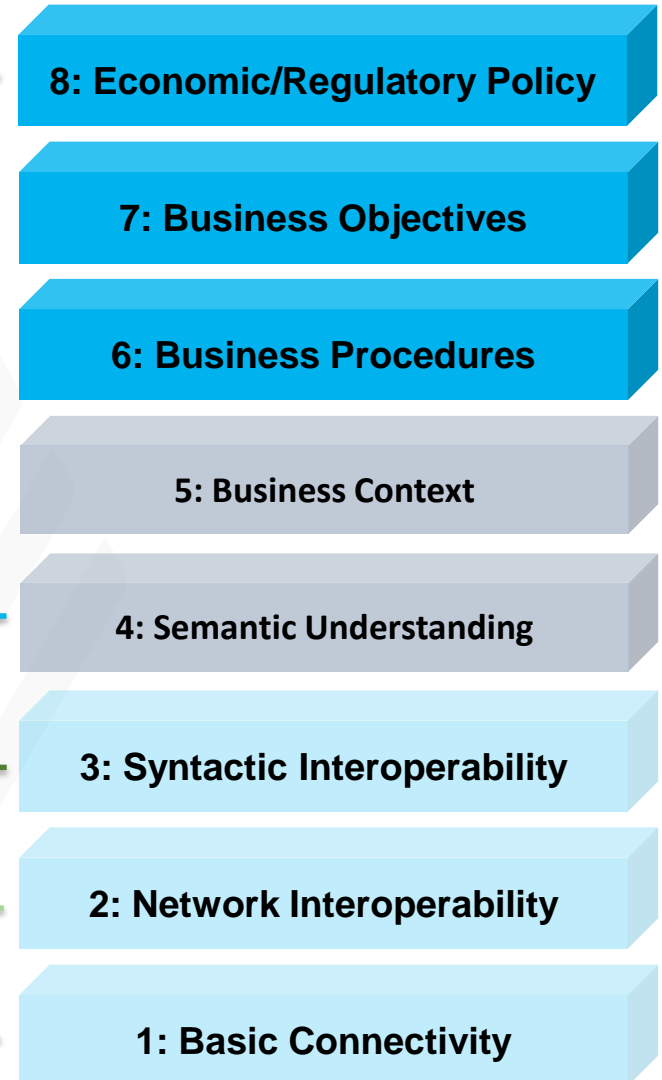 8: Economic/Regulatory Policy
7: Business Objectives
6: Business Procedures
5: Business Context
4: Semantic Understanding
3: Syntactic Interoperability
2: Network Interoperability
1: Basic Connectivity